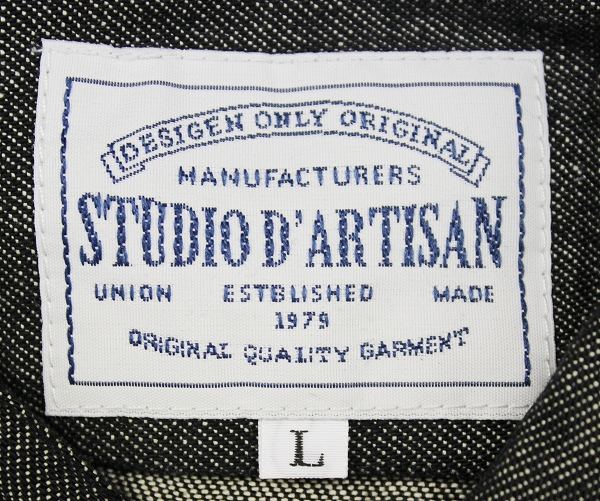 DESIGEN ONLY ORIGINAL
MANUFACTURERS
STUDIO D'ARTISAN
UNION ESTBLISHED MADE
1979
ORIGINAL QUALITY GARMENT
L